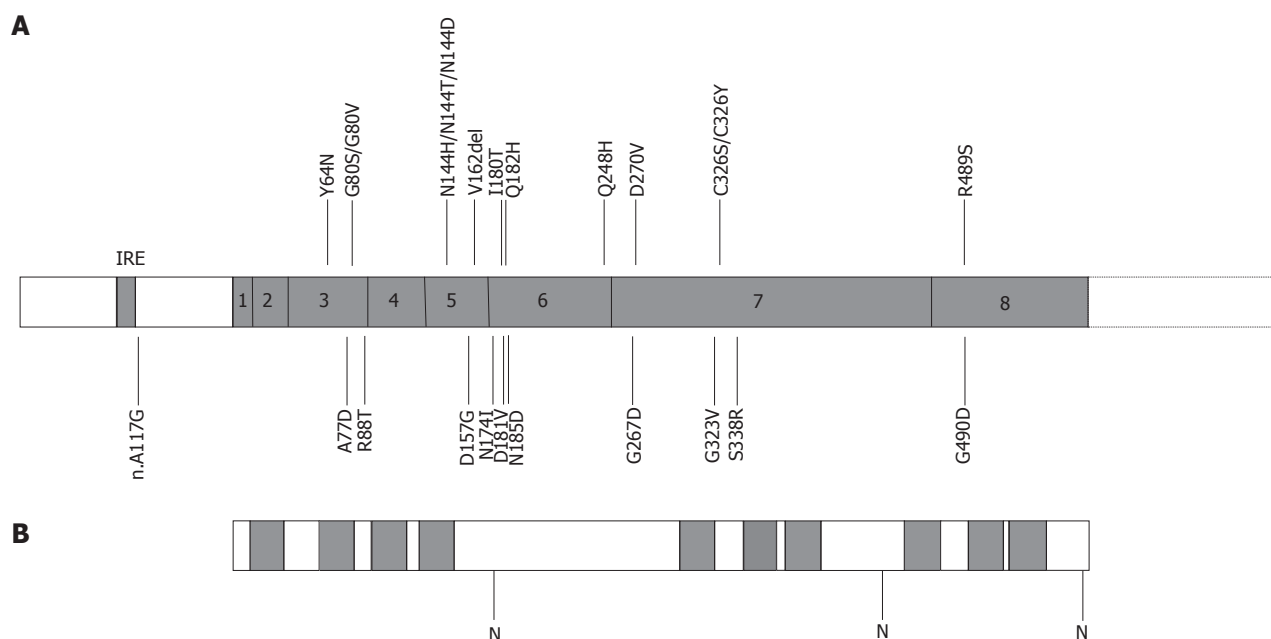 A
Y64N
G80S/G80V
N144H/N144T/N144D
V162del
I180T
Q182H
Q248H
D270V
C326S/C326Y
R489S
IRE
1 2 3 4 5 6 7 8
n.A117G
A77D
R88T
D157G
N174I
D181V
N185D
G267D
G323V
S338R
G490D
B
N N N